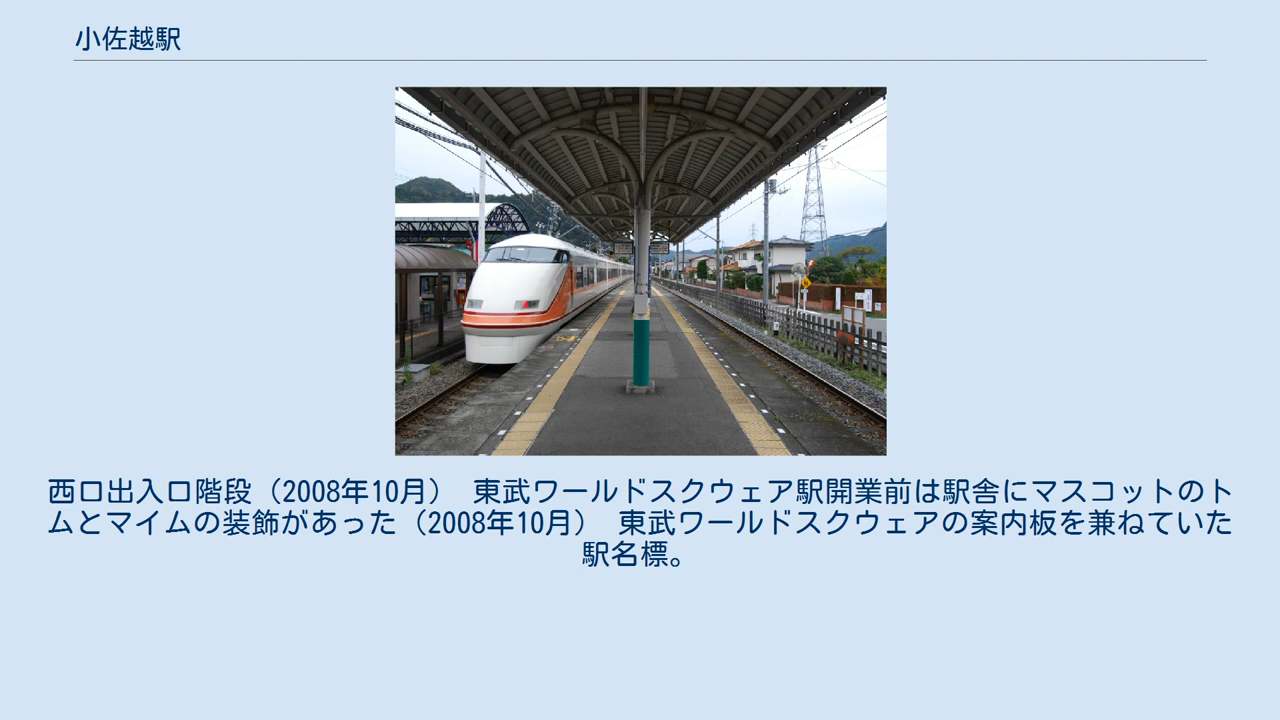 小佐越駅
西口出入口階段（2008年10月） 東武ワールドスクウェア駅開業前は駅舎にマスコットのト
ムとマイムの装飾があった（2008年10月） 東武ワールドスクウェアの案内板を兼ねていた
駅名標。